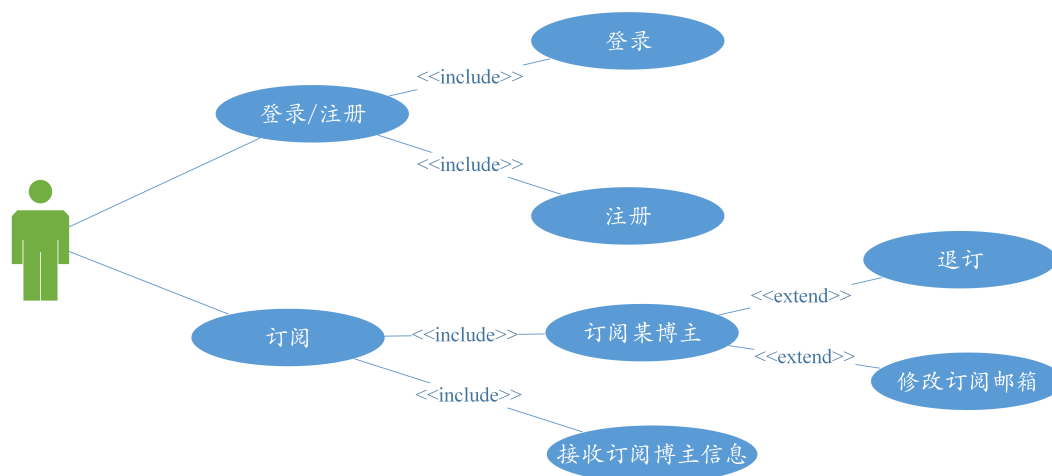 登录
<<include>>
登录/注册
<<include>>
注册
退订
<<extend>>
订阅
<<include>>
订阅某博主
<<extend>>
修改订阅邮箱
<<include>>
接收订阅博主信息